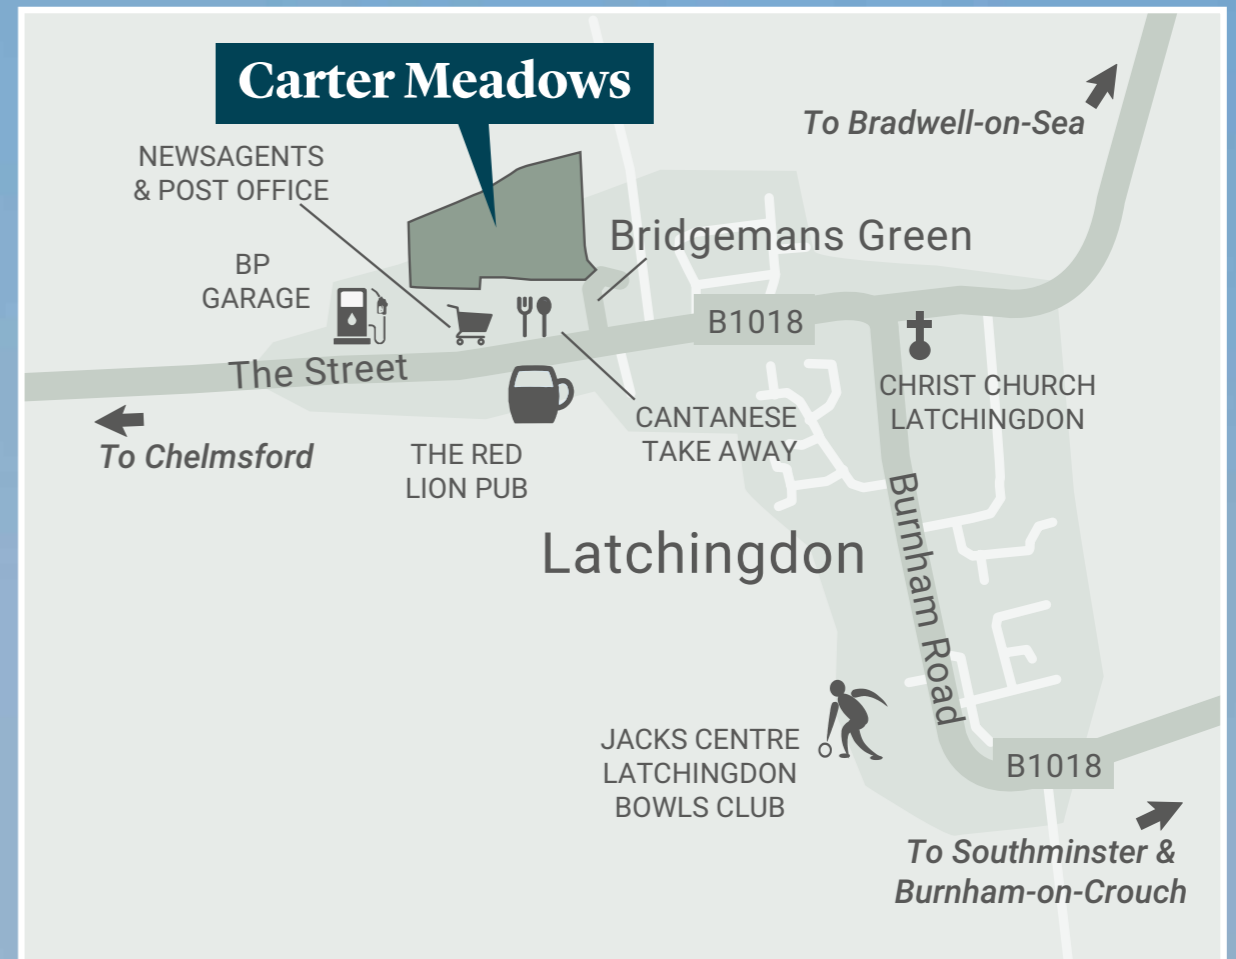 Carter Meadows
To Bradwell-on-Sea
NEWSAGENTS
& POST OFFICE
Bridgemans Green
BP
GARAGE
B1018
The Street
CHRIST CHURCH
LATCHINGDON
CANTANESE
TAKE AWAY
To Chelmsford
THE RED
LION PUB
Burnham Road
Latchingdon
JACKS CENTRE
LATCHINGDON
BOWLS CLUB
B1018
To Southminster &
Burnham-on-Crouch